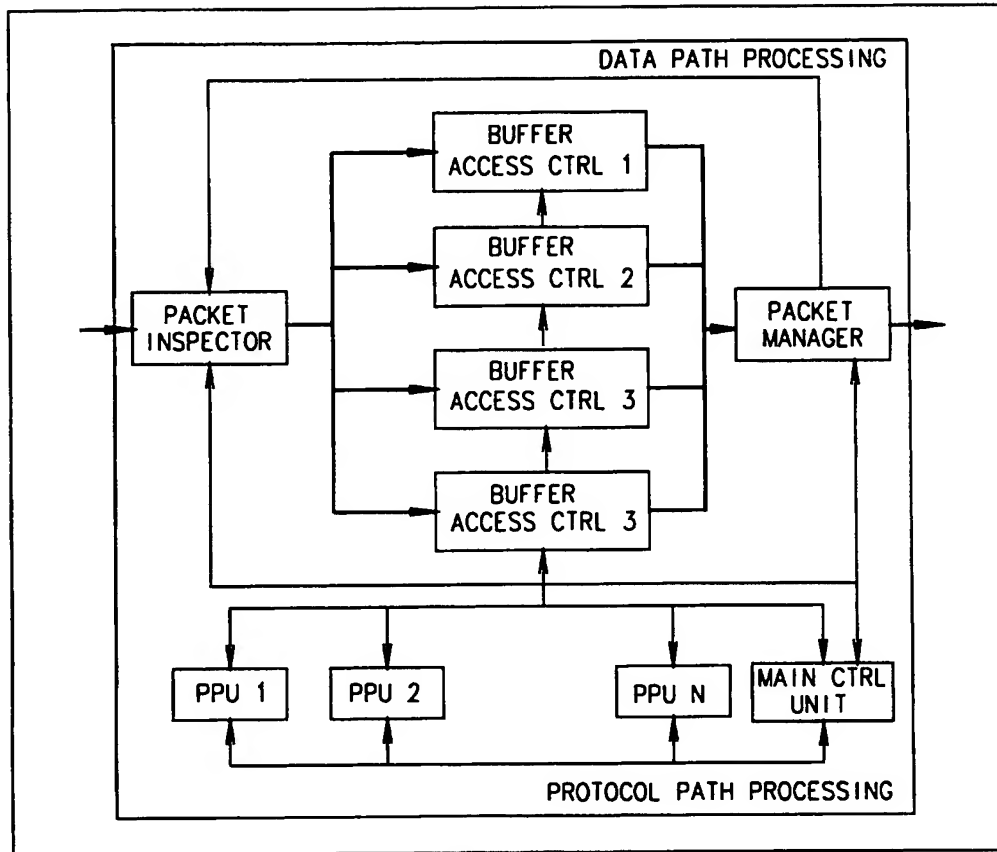 DATA PATH PROCESSING
BUFFER
ACCESS CTRL 1
BUFFER
ACCESS CTRL 2
PACKET
INSPECTOR
PACKET
MANAGER
BUFFER
ACCESS CTRL 3
BUFFER
ACCESS CTRL 3
PPU 1
PPU 2
PPU N
MAIN CTRL
UNIT
PROTOCOL PATH PROCESSING